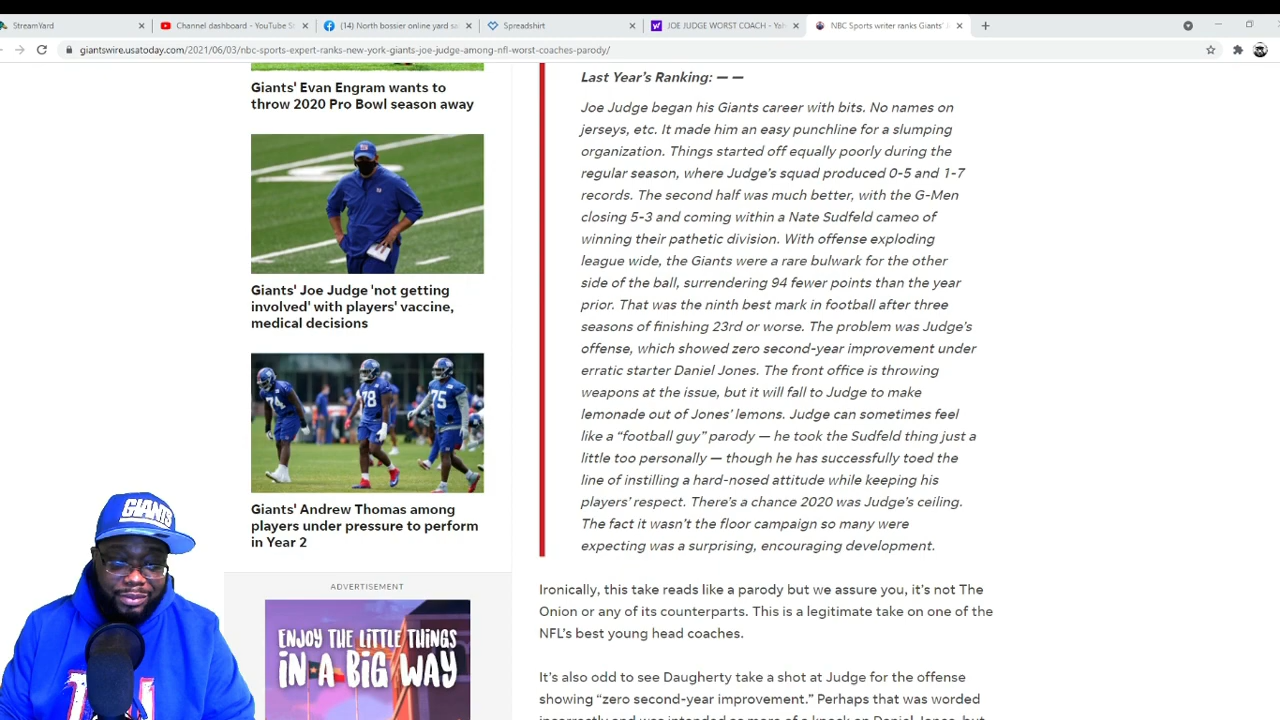 StreamYard
Channel dashboard - YouTube St
(14) North bossier online yard sa
Spreadshirt
JOE JUDGE WORST COACH - Yah
NBC Sports writer ranks Giants'
giantswire.usatoday.com/2021/06/03/nbc-sports-expert-ranks-new-york-giants-joe-judge-among-nfl-worst-coaches-parody/
Giants' Evan Engram wants to
throw 2020 Pro Bowl season away
Giants' Joe Judge 'not getting
involved' with players' vaccine,
medical decisions
74
78
75
Giants' Andrew Thomas among
players under pressure to perform
in Year 2
ADVERTISEMENT
ENJOY THE LITTLE THINGS
IN A BIG WAY
GIANTS
Last Year's Ranking: — —
Joe Judge began his Giants career with bits. No names on
jerseys, etc. It made him an easy punchline for a slumping
organization. Things started off equally poorly during the
regular season, where Judge's squad produced 0-5 and 1-7
records. The second half was much better, with the G-Men
closing 5-3 and coming within a Nate Sudfeld cameo of
winning their pathetic division. With offense exploding
league wide, the Giants were a rare bulwark for the other
side of the ball, surrendering 94 fewer points than the year
prior. That was the ninth best mark in football after three
seasons of finishing 23rd or worse. The problem was Judge's
offense, which showed zero second-year improvement under
erratic starter Daniel Jones. The front office is throwing
weapons at the issue, but it will fall to Judge to make
lemonade out of Jones' lemons. Judge can sometimes feel
like a “football guy” parody — he took the Sudfeld thing just a
little too personally — though he has successfully toed the
line of instilling a hard-nosed attitude while keeping his
players' respect. There's a chance 2020 was Judge's ceiling.
The fact it wasn't the floor campaign so many were
expecting was a surprising, encouraging development.
Ironically, this take reads like a parody but we assure you, it's not The
Onion or any of its counterparts. This is a legitimate take on one of the
NFL's best young head coaches.
It's also odd to see Daugherty take a shot at Judge for the offense
showing “zero second-year improvement.” Perhaps that was worded
incorrectly and was intended as more of a knock on Daniel Jones, but